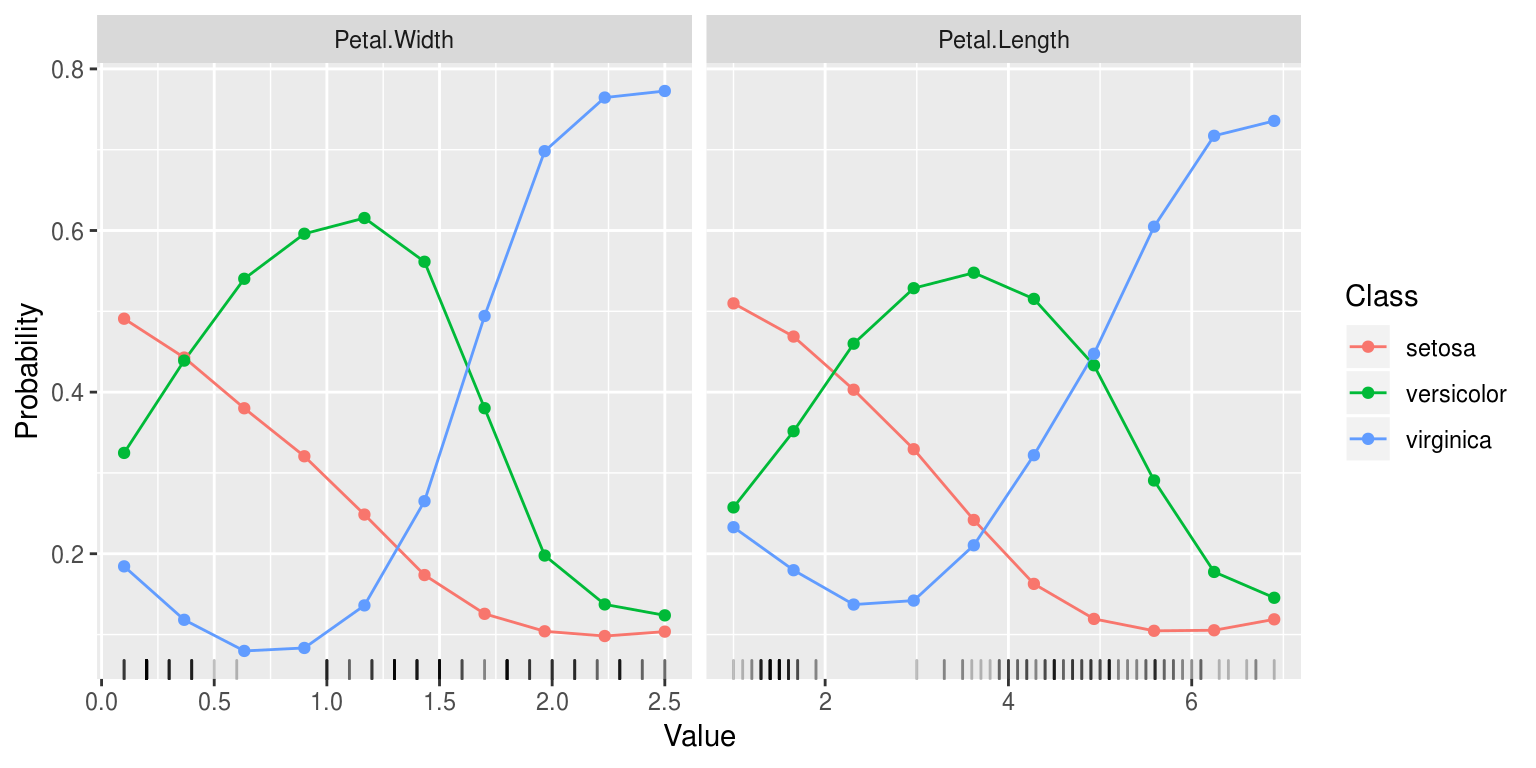 Petal.Width
Petal.Length
0.8
0.6
0.4
0.2
Probability
0.0 0.5 1.0 1.5 2.0 2.5
2 4 6
Value
Class
setosa
versicolor
virginica